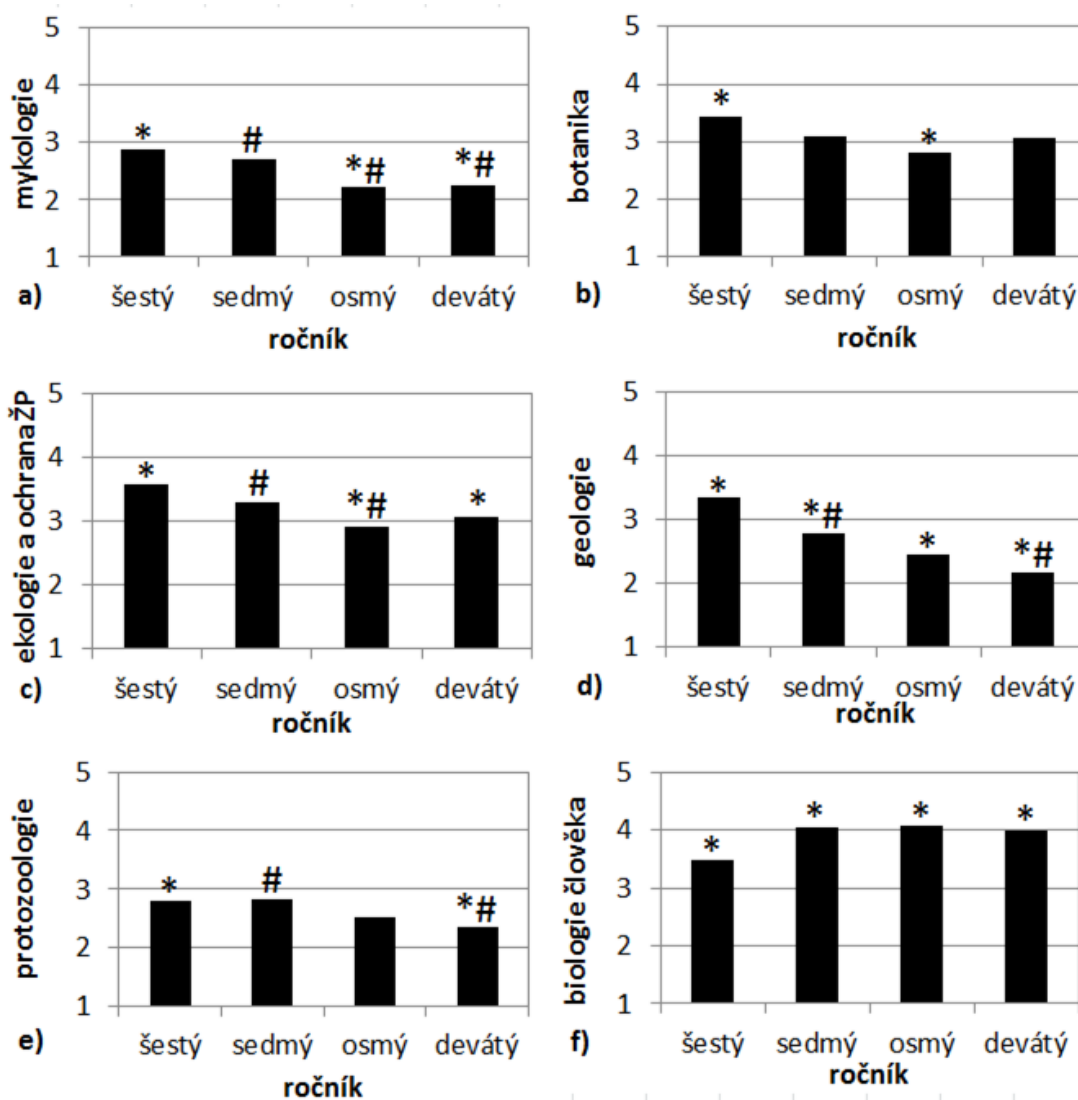 mykologie
5
4
3
2
1
* # *# *#
šestý sedmý osmý devátý
a)
ročník
botanika
5
4
3
2
1
* *
šestý sedmý osmý devátý
b)
ročník
ekologie a ochranaŽP
5
4
3
2
1
* # *# *
šestý sedmý osmý devátý
c)
ročník
geologie
5
4
3
2
1
* *# * *#
šestý sedmý osmý devátý
d)
ročník
protozoologie
5
4
3
2
1
* # *#
šestý sedmý osmý devátý
e)
ročník
biologie člověka
5
4
3
2
1
* * * *
šestý sedmý osmý devátý
f)
ročník